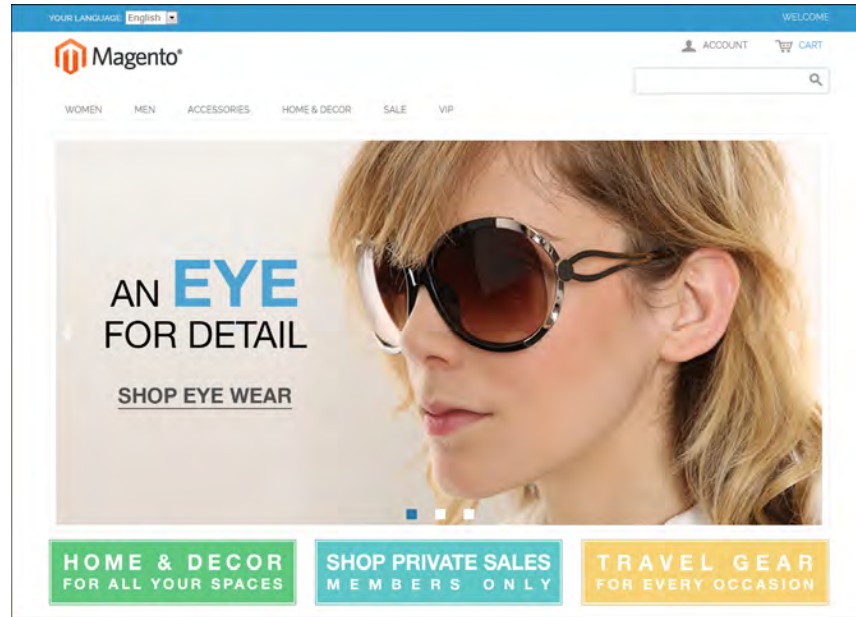 YOUR LANGUAGE: English
WELCOME
Magento®
ACCOUNT
CART
WOMEN MEN ACCESSORIES HOME & DECOR SALE VIP
AN EYE
FOR DETAIL
SHOP EYE WEAR
HOME & DECOR
FOR ALL YOUR SPACES
SHOP PRIVATE SALES
MEMBERS ONLY
TRAVEL GEAR
FOR EVERY OCCASION